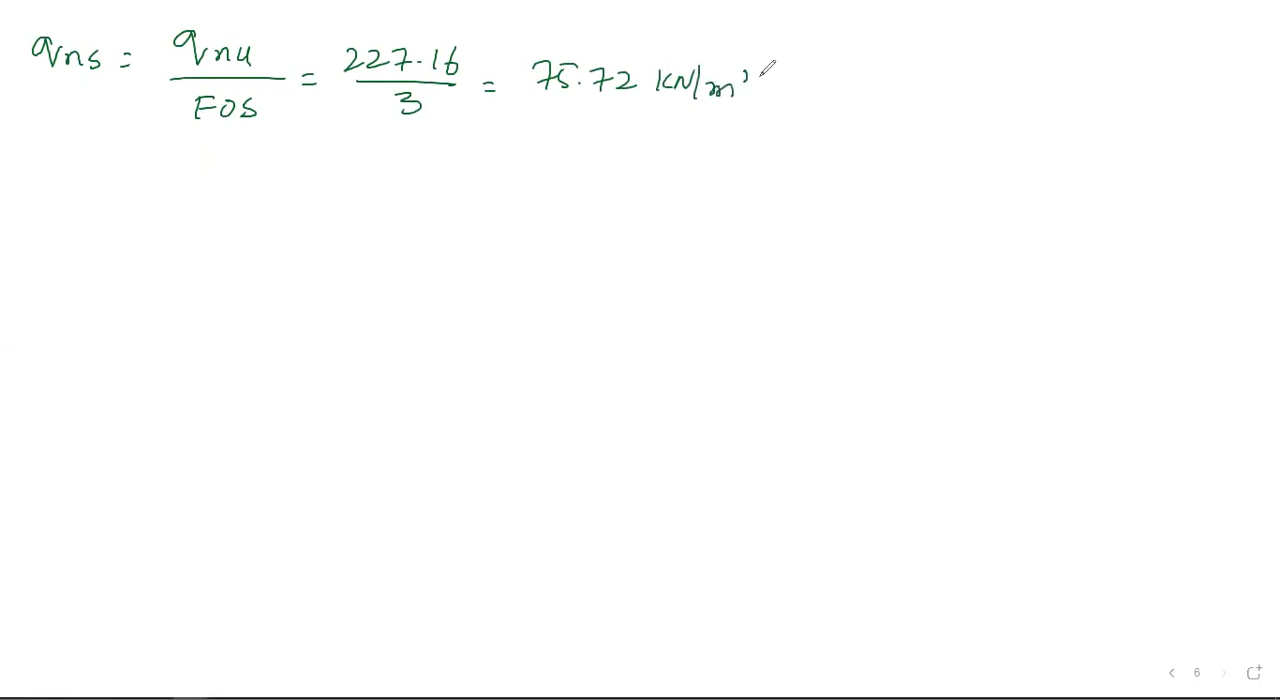 qns = qnu / FOS = 227.16 / 3 = 75.72 KN/m²
6